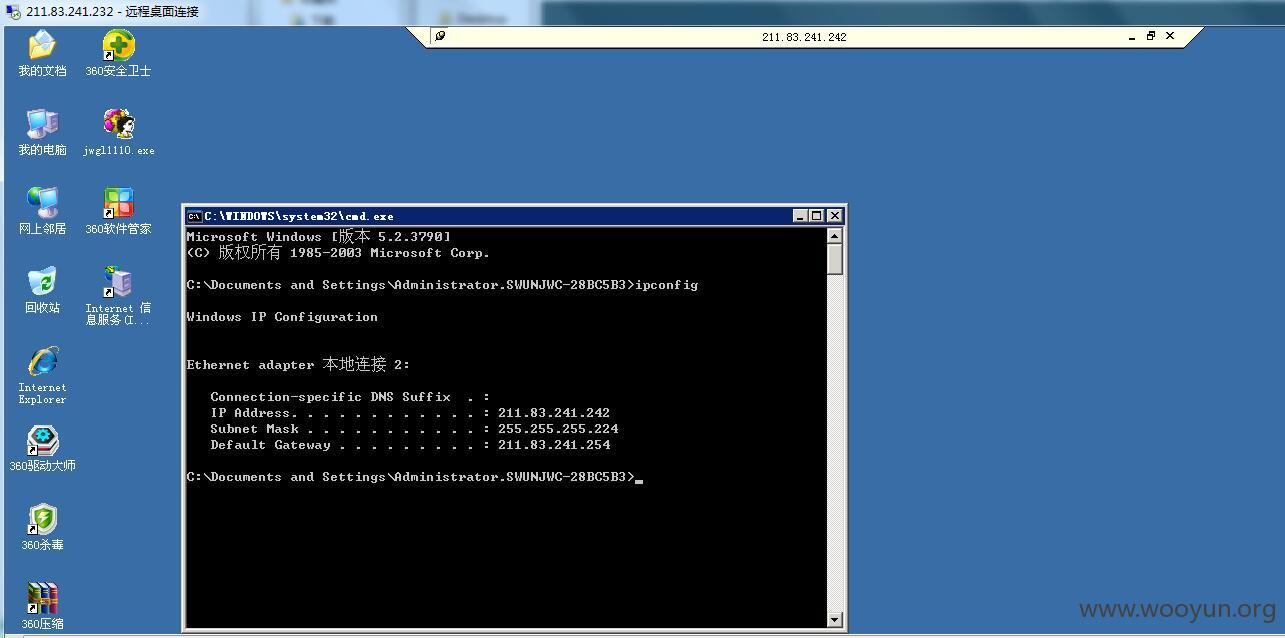 211.83.241.232 - 远程桌面连接
211.83.241.242
我的文档
360安全卫士
我的电脑
jwgl1110.exe
网上邻居
360软件管家
回收站
Internet 信
息服务(I...
Internet
Explorer
360驱动大师
360杀毒
360压缩
C:\WINDOWS\system32\cmd.exe
Microsoft Windows [版本 5.2.3790]
(C) 版权所有 1985-2003 Microsoft Corp.
C:\Documents and Settings\Administrator.SWUNJWC-28BC5B3>ipconfig
Windows IP Configuration
Ethernet adapter 本地连接 2:
Connection-specific DNS Suffix  . :
IP Address. . . . . . . . . . . . : 211.83.241.242
Subnet Mask . . . . . . . . . . . : 255.255.255.224
Default Gateway . . . . . . . . . : 211.83.241.254
C:\Documents and Settings\Administrator.SWUNJWC-28BC5B3>
www.wooyun.org